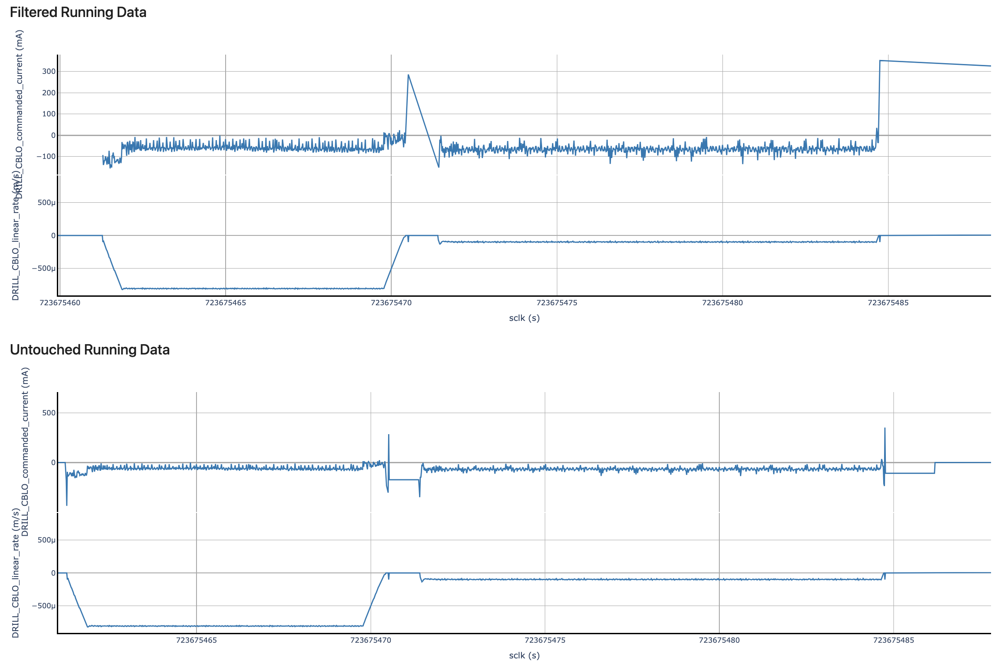 Filtered Running Data
DRILL_CBLO_commanded_current (mA)
300
200
100
0
−100
DRILL_CBLO_linear_rate (m/s)
500μ
0
−500μ
723675460 723675465 723675470 723675475 723675480 723675485
sclk (s)
Untouched Running Data
DRILL_CBLO_commanded_current (mA)
500
0
DRILL_CBLO_linear_rate (m/s)
500μ
0
−500μ
723675465 723675470 723675475 723675480 723675485
sclk (s)